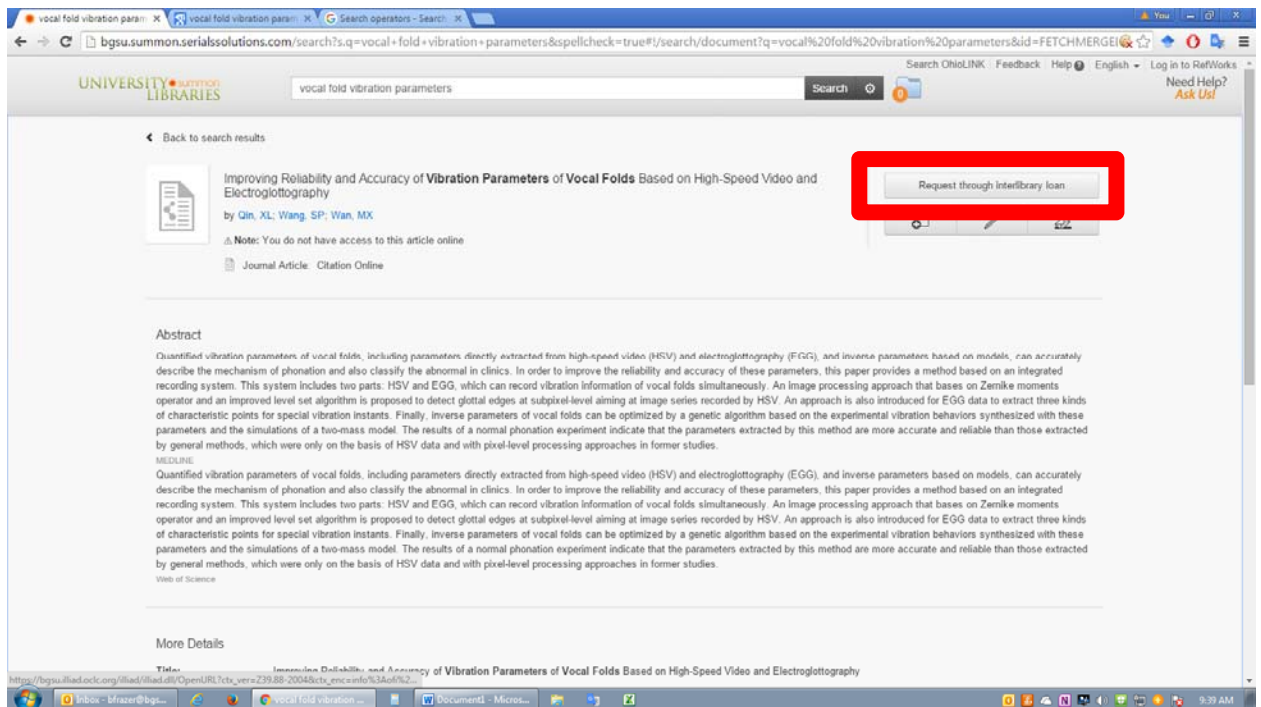 vocal fold vibration param
vocal fold vibration param
Search operators - Search
You
bgsu.summon.serialssolutions.com/search?s.q=vocal+fold+vibration+parameters&spellcheck=true#!/search/document?q=vocal%20fold%20vibration%20parameters&id=FETCHMERGE
Search OhioLINK Feedback Help English Log in to RefWorks
UNIVERSITY summon
LIBRARIES
vocal fold vibration parameters
Search
0
Need Help?
Ask Us!
Back to search results
Improving Reliability and Accuracy of Vibration Parameters of Vocal Folds Based on High-Speed Video and
Electroglottography
by Qin, XL; Wang, SP; Wan, MX
Note: You do not have access to this article online
Journal Article Citation Online
Request through interlibrary loan
Abstract
Quantified vibration parameters of vocal folds, including parameters directly extracted from high-speed video (HSV) and electroglottography (EGG), and inverse parameters based on models, can accurately
describe the mechanism of phonation and also classify the abnormal in clinics. In order to improve the reliability and accuracy of these parameters, this paper provides a method based on an integrated
recording system. This system includes two parts: HSV and EGG, which can record vibration information of vocal folds simultaneously. An image processing approach that bases on Zernike moments
operator and an improved level set algorithm is proposed to detect glottal edges at subpixel-level aiming at image series recorded by HSV. An approach is also introduced for EGG data to extract three kinds
of characteristic points for special vibration instants. Finally, inverse parameters of vocal folds can be optimized by a genetic algorithm based on the experimental vibration behaviors synthesized with these
parameters and the simulations of a two-mass model. The results of a normal phonation experiment indicate that the parameters extracted by this method are more accurate and reliable than those extracted
by general methods, which were only on the basis of HSV data and with pixel-level processing approaches in former studies.
MEDLINE
Quantified vibration parameters of vocal folds, including parameters directly extracted from high-speed video (HSV) and electroglottography (EGG), and inverse parameters based on models, can accurately
describe the mechanism of phonation and also classify the abnormal in clinics. In order to improve the reliability and accuracy of these parameters, this paper provides a method based on an integrated
recording system. This system includes two parts: HSV and EGG, which can record vibration information of vocal folds simultaneously. An image processing approach that bases on Zernike moments
operator and an improved level set algorithm is proposed to detect glottal edges at subpixel-level aiming at image series recorded by HSV. An approach is also introduced for EGG data to extract three kinds
of characteristic points for special vibration instants. Finally, inverse parameters of vocal folds can be optimized by a genetic algorithm based on the experimental vibration behaviors synthesized with these
parameters and the simulations of a two-mass model. The results of a normal phonation experiment indicate that the parameters extracted by this method are more accurate and reliable than those extracted
by general methods, which were only on the basis of HSV data and with pixel-level processing approaches in former studies.
Web of Science
More Details
Title: Improving Reliability and Accuracy of Vibration Parameters of Vocal Folds Based on High-Speed Video and Electroglottography
https://bgsu.illiad.oclc.org/illiad/illiad.dll/OpenURL?ctx_ver=Z39.88-2004&ctx_enc=info%3Aofi%2...
Inbox - bfrazer@bgs...
vocal fold vibration ...
Document1 - Micros...
9:39 AM